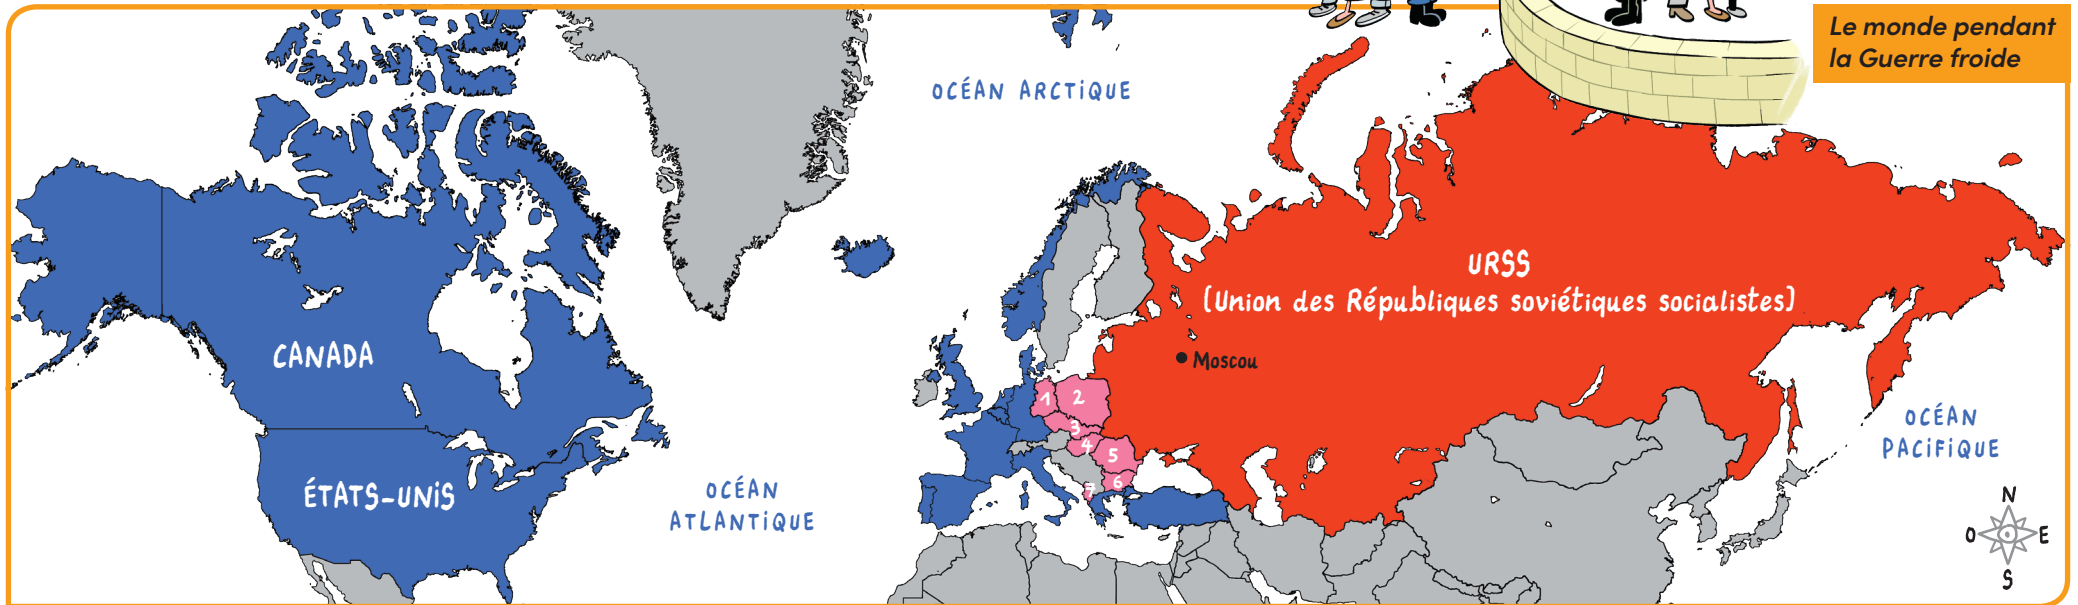 Le monde pendant
la Guerre froide
OCÉAN ARCTIQUE
URSS
(Union des Républiques soviétiques socialistes)
CANADA
Moscou
1
2
3
4
5
6
7
OCÉAN
PACIFIQUE
ÉTATS-UNIS
OCÉAN
ATLANTIQUE
N
O
E
S